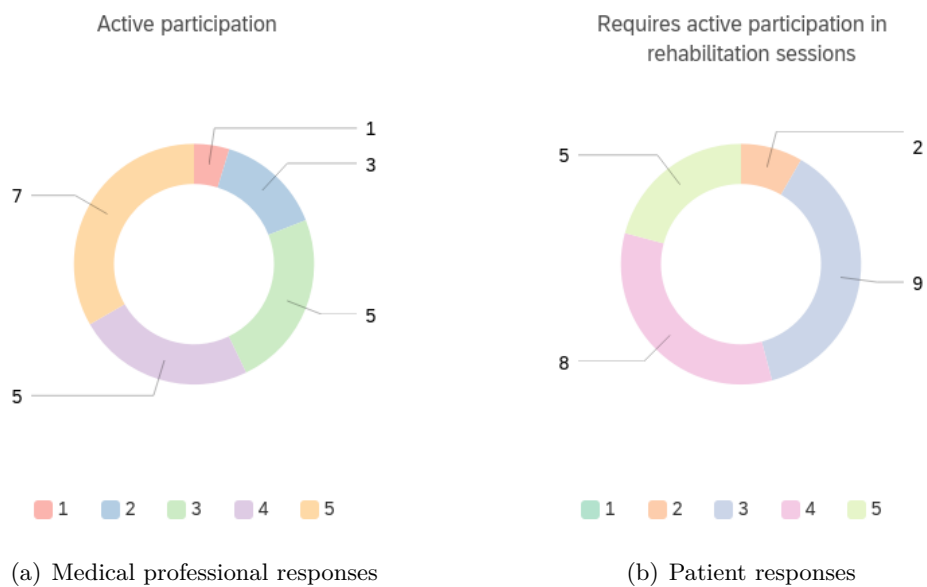 Active participation
1
3
7
5
5
1 2 3 4 5
(a) Medical professional responses
Requires active participation in
rehabilitation sessions
5
2
9
8
1 2 3 4 5
(b) Patient responses